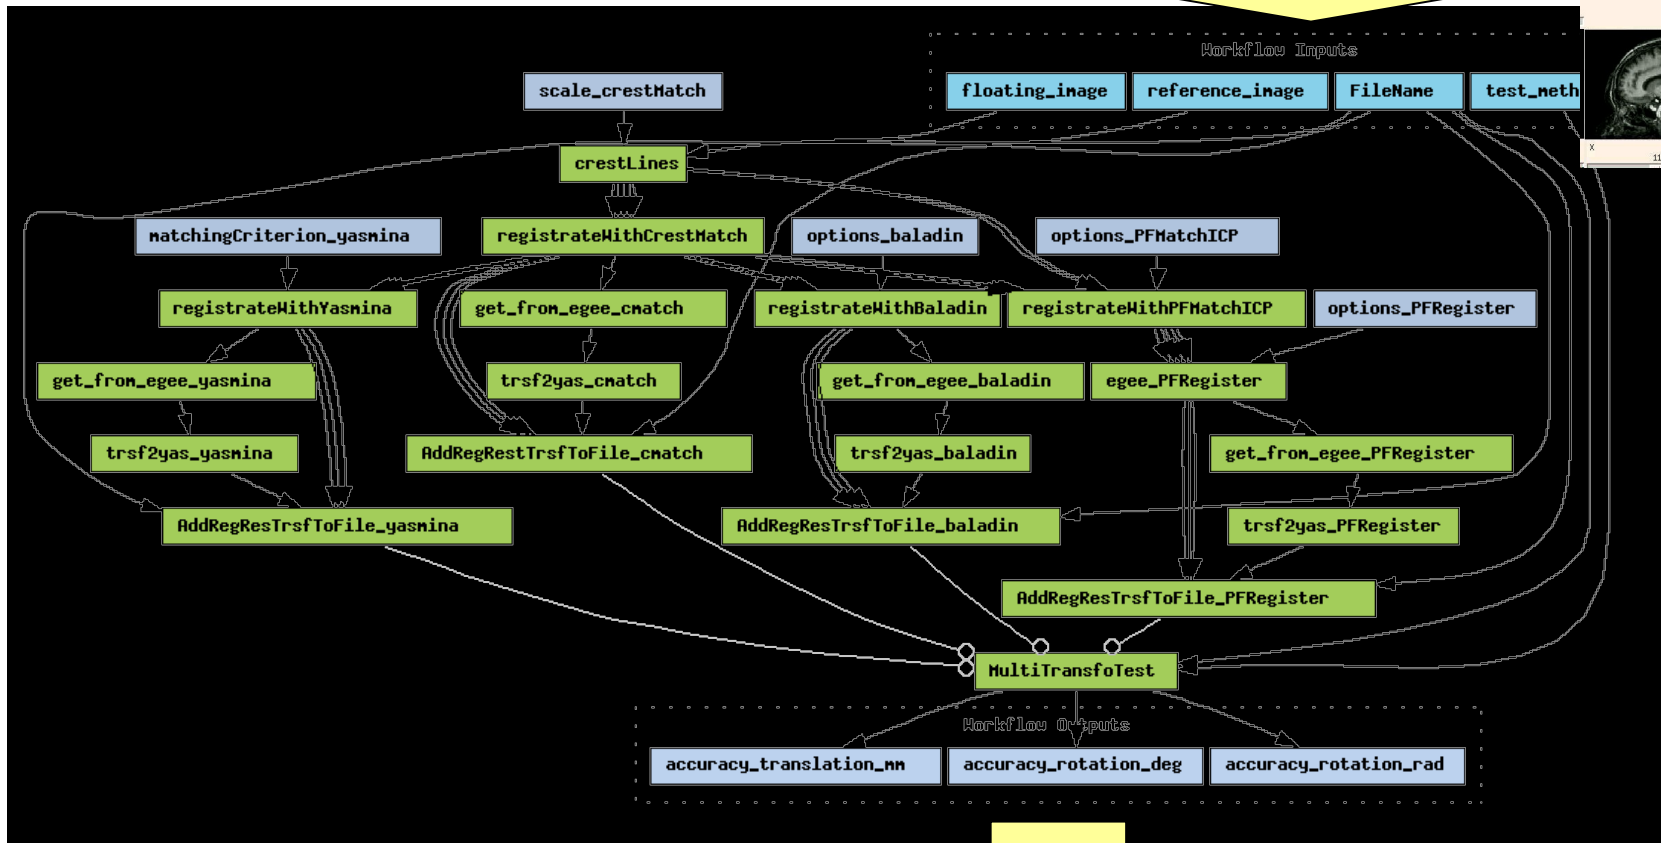 Workflow Inputs
scale_crestMatch
floating_image
reference_image
FileName
test_meth
crestLines
X
11
matchingCriterion_yasmina
registrateWithCrestMatch
options_baladin
options_PFMatchICP
registrateWithYasmina
get_from_egee_cmatch
registrateWithBaladin
registrateWithPFMatchICP
options_PFRegister
get_from_egee_yasmina
trsf2yas_cmatch
get_from_egee_baladin
egee_PFRegister
trsf2yas_yasmina
AddRegRestTrsfToFile_cmatch
trsf2yas_baladin
get_from_egee_PFRegister
AddRegResTrsfToFile_yasmina
AddRegResTrsfToFile_baladin
trsf2yas_PFRegister
AddRegResTrsfToFile_PFRegister
MultiTransfoTest
Workflow Outputs
accuracy_translation_mm
accuracy_rotation_deg
accuracy_rotation_rad